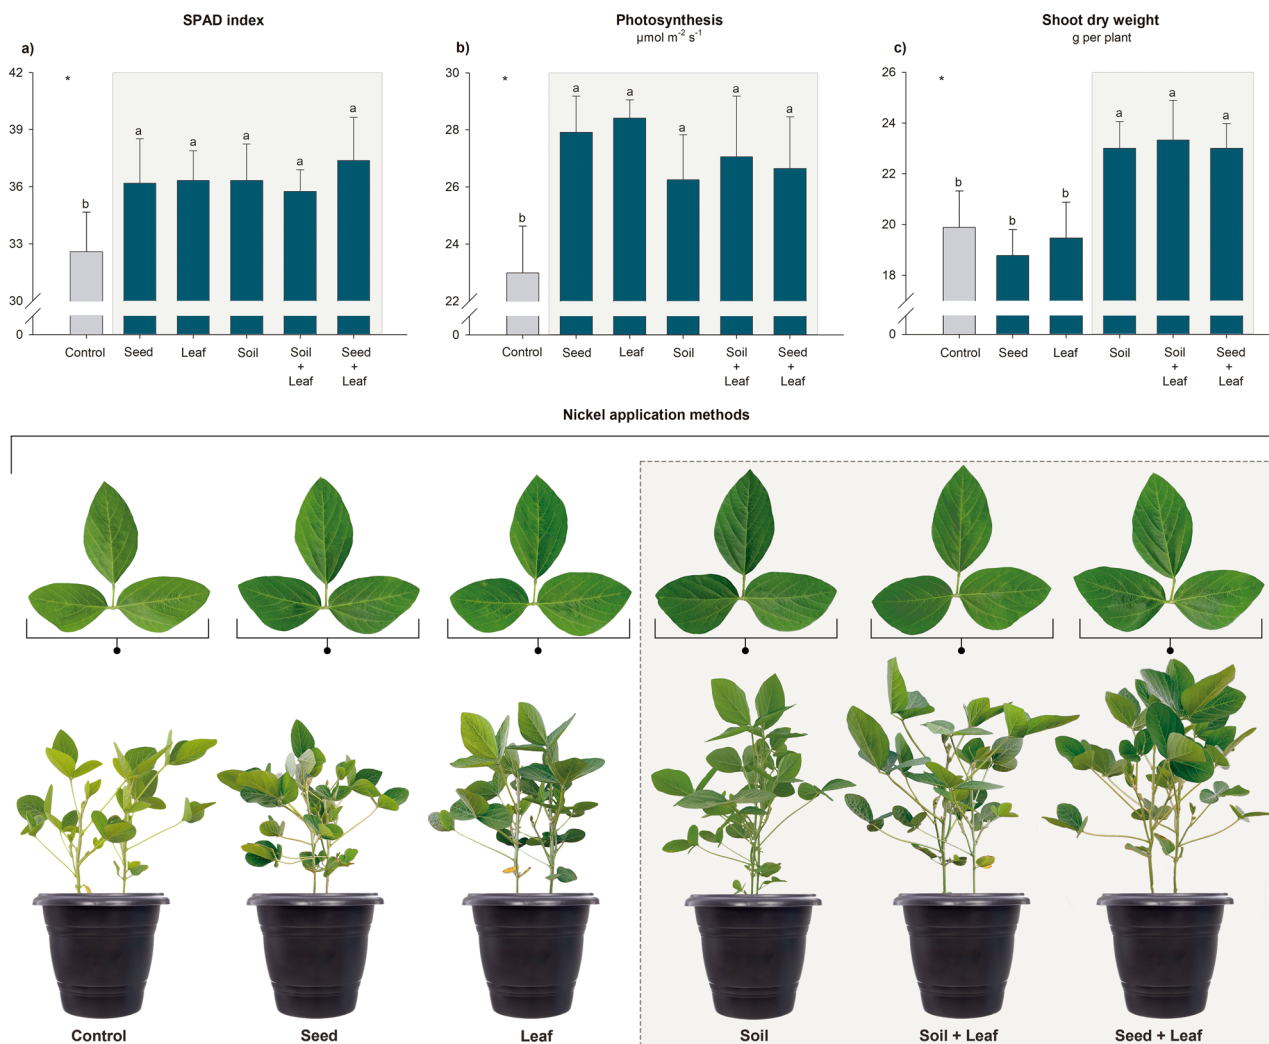 SPAD index
a)
*
42
39
36
33
30
0
b
a
a
a
a
a
Control
Seed
Leaf
Soil
Soil
+
Leaf
Seed
+
Leaf
Photosynthesis
μmol m⁻² s⁻¹
b)
*
30
28
26
24
22
0
b
a
a
a
a
a
Control
Seed
Leaf
Soil
Soil
+
Leaf
Seed
+
Leaf
Shoot dry weight
g per plant
c)
*
26
24
22
20
18
0
b
b
b
a
a
a
Control
Seed
Leaf
Soil
Soil
+
Leaf
Seed
+
Leaf
Nickel application methods
Control
Seed
Leaf
Soil
Soil + Leaf
Seed + Leaf